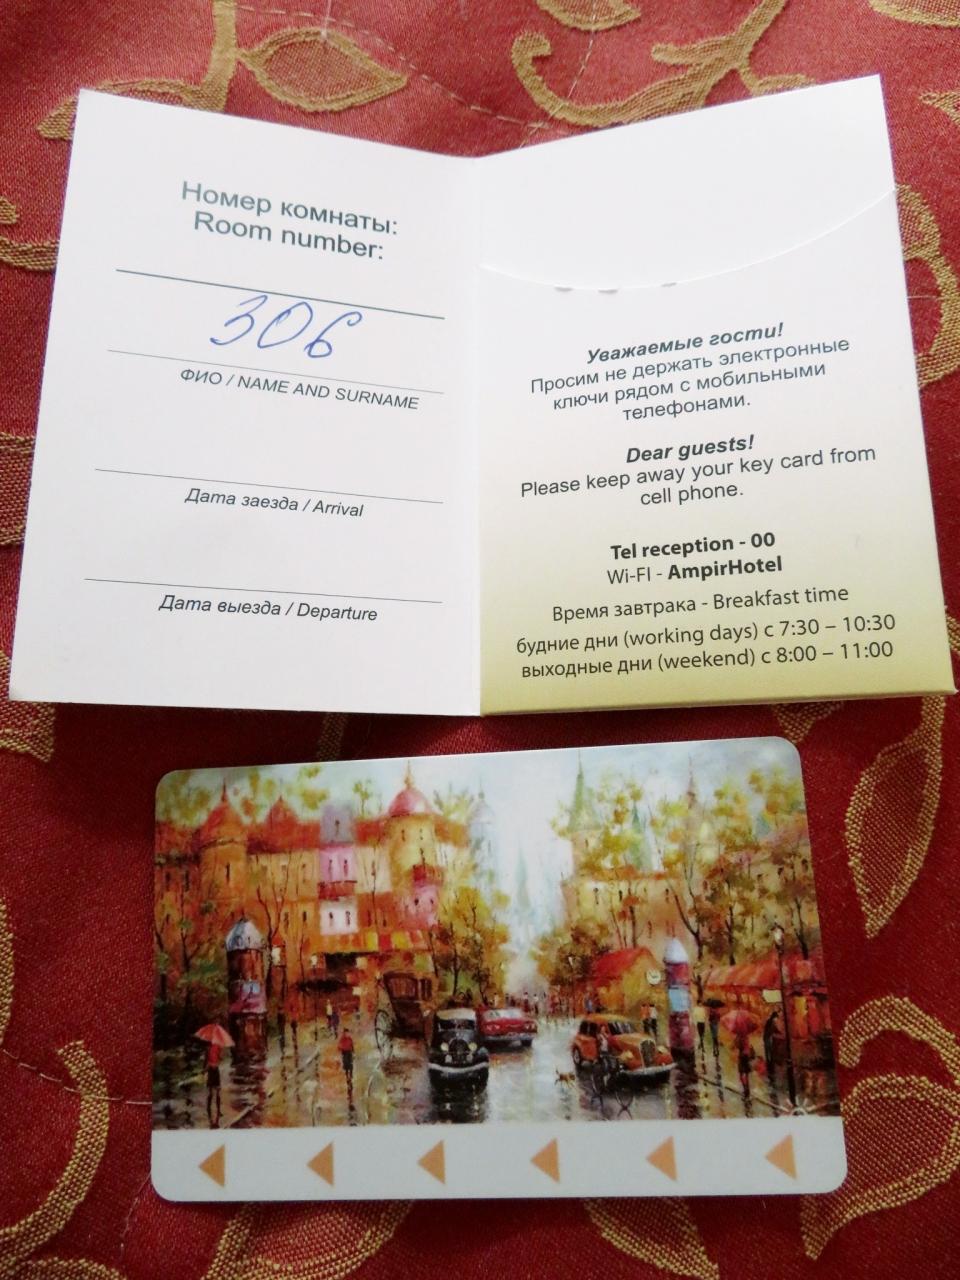 Номер комнаты:
Room number:
306
ФИО / NAME AND SURNAME
Дата заезда / Arrival
Дата выезда / Departure
Уважаемые гости!
Просим не держать электронные
ключи рядом с мобильными
телефонами.
Dear guests!
Please keep away your key card from
cell phone.
Tel reception - 00
Wi-FI - AmpirHotel
Время завтрака - Breakfast time
будние дни (working days) с 7:30 – 10:30
выходные дни (weekend) с 8:00 – 11:00